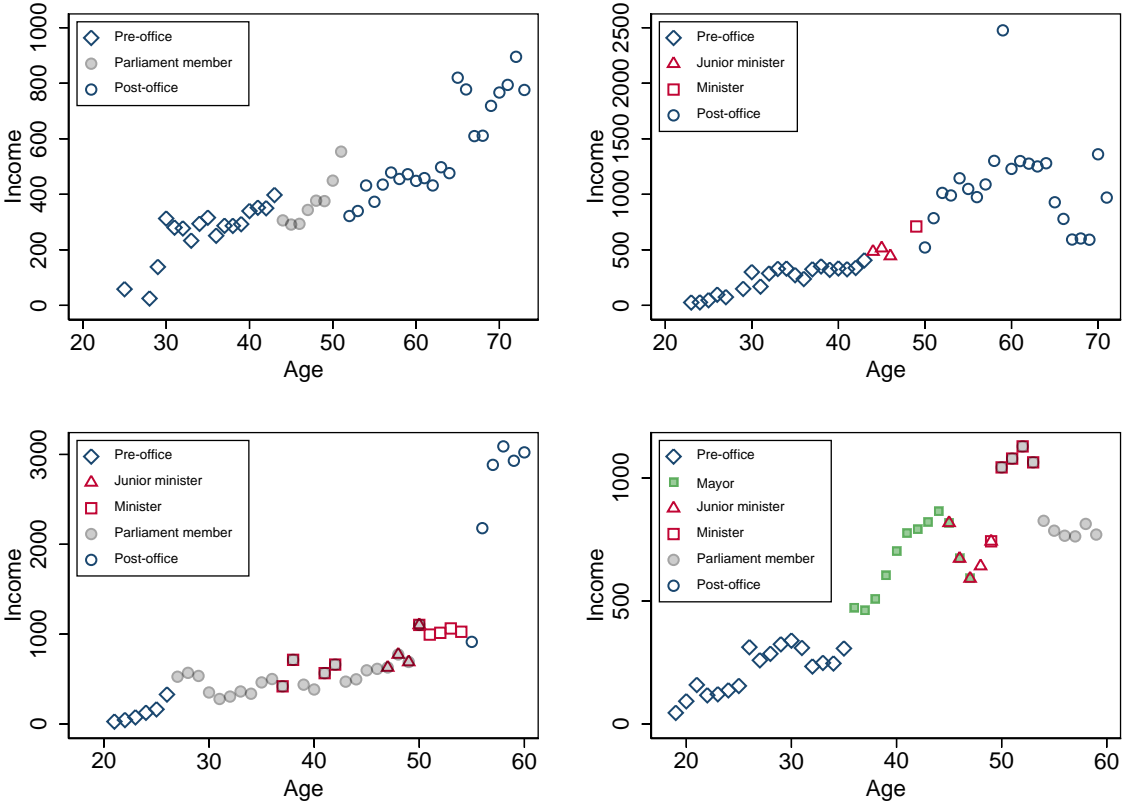 Pre-office
Parliament member
Post-office
0
200
400
600
800
1000
Income
20
30
40
50
60
70
Age
Pre-office
Junior minister
Minister
Post-office
0
500
1000
1500
2000
2500
Income
20
30
40
50
60
70
Age
Pre-office
Junior minister
Minister
Parliament member
Post-office
0
1000
2000
3000
Income
20
30
40
50
60
Age
Pre-office
Mayor
Junior minister
Minister
Parliament member
Post-office
0
500
1000
Income
20
30
40
50
60
Age